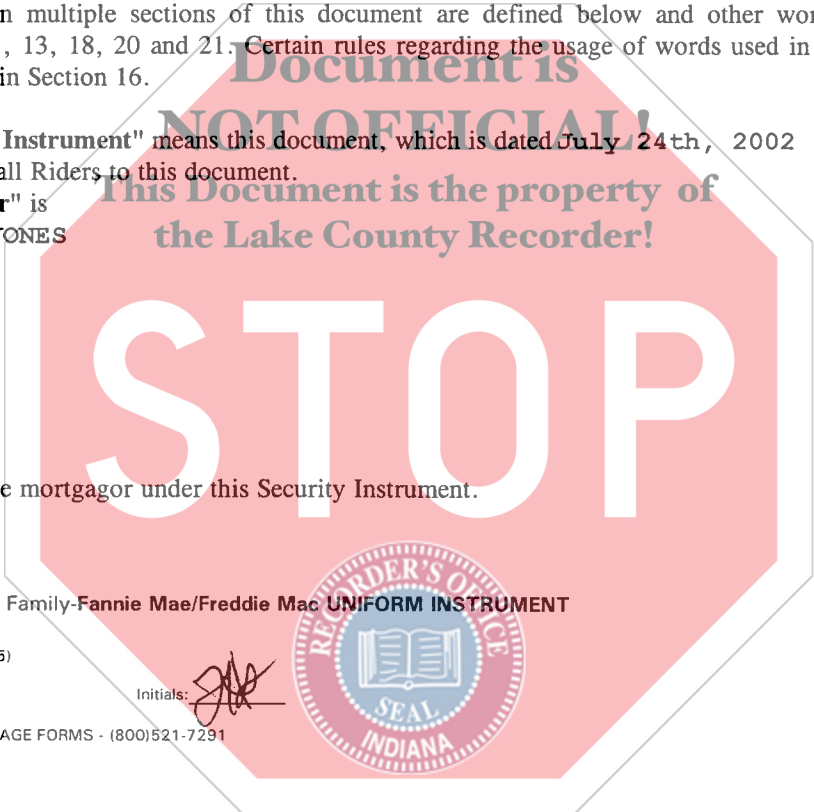 n multiple sections of this document are defined below and other wor
, 13, 18, 20 and 21. Certain rules regarding the usage of words used in
in Section 16.
Document is
NOT OFFICIAL!
Instrument" means this document, which is dated July 24th, 2002
all Riders to this document.
This Document is the property of
r" is
the Lake County Recorder!
JONES
STOP
e mortgagor under this Security Instrument.
Family-Fannie Mae/Freddie Mac UNIFORM INSTRUMENT
RECORDER'S OFFICE
SEAL
INDIANA
Initials:
AGE FORMS - (800)521-7291